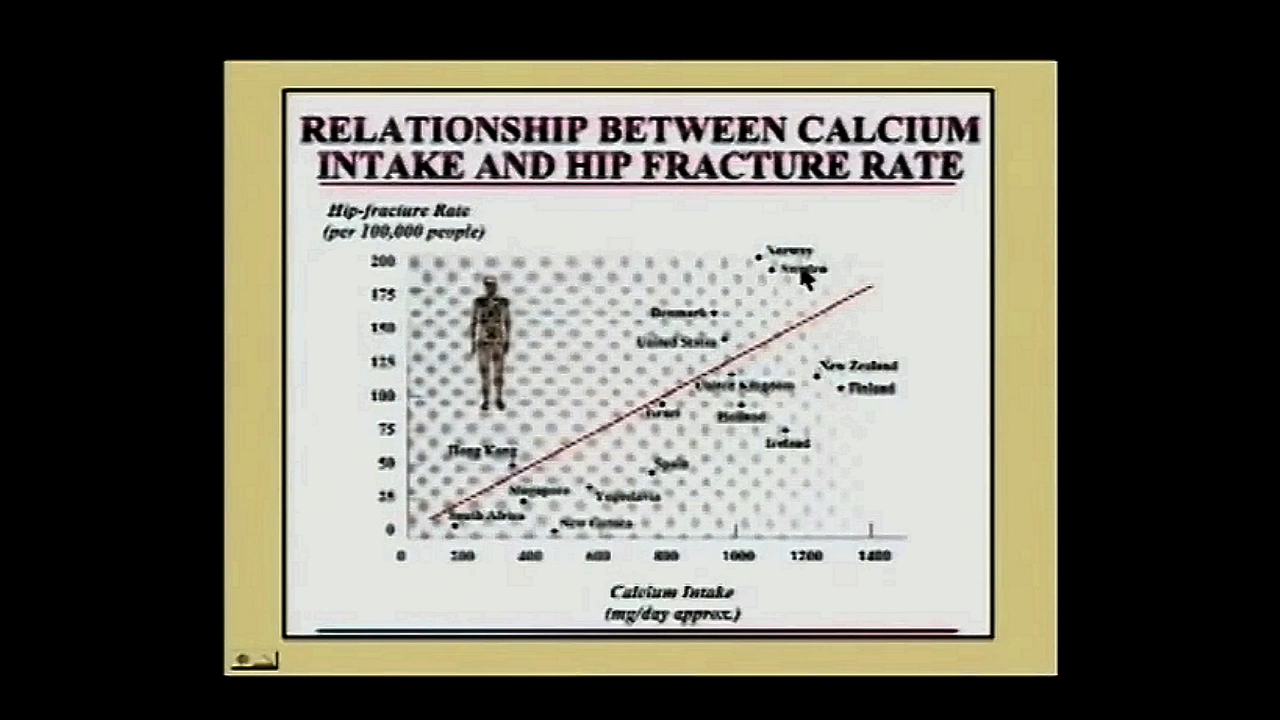 RELATIONSHIP BETWEEN CALCIUM
INTAKE AND HIP FRACTURE RATE
Hip-fracture Rate
(per 100,000 people)
200
175
150
125
100
75
50
25
0
Norway
Sweden
Denmark
United States
New Zealand
United Kingdom
Finland
Israel
Holland
Ireland
Hong Kong
Spain
Singapore
Yugoslavia
South Africa
New Guinea
0 200 400 600 800 1000 1200 1400
Calcium Intake
(mg/day approx.)